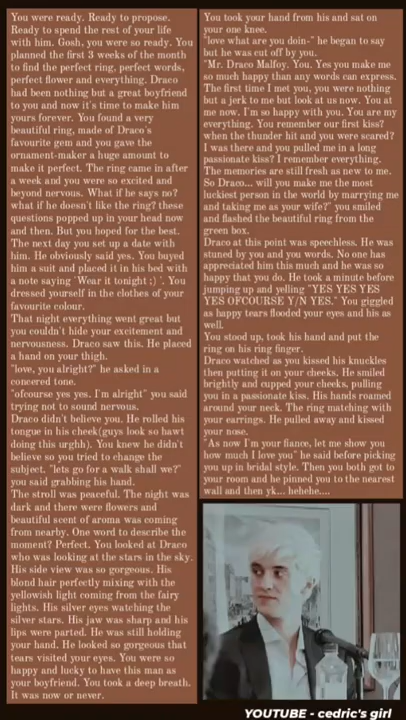 You were ready. Ready to propose.
Ready to spend the rest of your life
with him. Gosh, you were so ready. You
planned the first 3 weeks of the month
to find the perfect ring, perfect words,
perfect flower and everything. Draco
had been nothing but a great boyfriend
to you and now it's time to make him
yours forever. You found a very
beautiful ring, made of Draco's
favourite gem and you gave the
ornament-maker a huge amount to
make it perfect. The ring came in after
a week and you were so excited and
beyond nervous. What if he says no?
what if he doesn't like the ring? these
questions popped up in your head now
and then. But you hoped for the best.
The next day you set up a date with
him. He obviously said yes. You buyed
him a suit and placed it in his bed with
a note saying 'Wear it tonight ;) '. You
dressed yourself in the clothes of your
favourite colour.
That night everything went great but
you couldn't hide your excitement and
nervousness. Draco saw this. He placed
a hand on your thigh.
"love, you alright?" he asked in a
concered tone.
"ofcourse yes yes. I'm alright" you said
trying not to sound nervous.
Draco didn't believe you. He rolled his
tongue in his cheek(guys look so hawt
doing this urghh). You knew he didn't
believe so you tried to change the
subject. "lets go for a walk shall we?"
you said grabbing his hand.
The stroll was peaceful. The night was
dark and there were flowers and
beautiful scent of aroma was coming
from nearby. One word to describe the
moment? Perfect. You looked at Draco
who was looking at the stars in the sky.
His side view was so gorgeous. His
blond hair perfectly mixing with the
yellowish light coming from the fairy
lights. His silver eyes watching the
silver stars. His jaw was sharp and his
lips were parted. He was still holding
your hand. He looked so gorgeous that
tears visited your eyes. You were so
happy and lucky to have this man as
your boyfriend. You took a deep breath.
It was now or never.
You took your hand from his and sat on
your one knee.
"love what are you doin-" he began to say
but he was cut off by you.
"Mr. Draco Malfoy. You. Yes you make me
so much happy than any words can express.
The first time I met you, you were nothing
but a jerk to me but look at us now. You at
me now. I'm so happy with you. You are my
everything. You remember our first kiss?
when the thunder hit and you were scared?
I was there and you pulled me in a long
passionate kiss? I remember everything.
The memories are still fresh as new to me.
So Draco... will you make me the most
luckiest person in the world by marrying me
and taking me as your wife?" you smiled
and flashed the beautiful ring from the
green box.
Draco at this point was speechless. He was
stuned by you and you words. No one has
appreciated him this much and he was so
happy that you do. He took a minute before
jumping up and yelling "YES YES YES
YES OFCOURSE Y/N YES." You giggled
as happy tears flooded your eyes and his as
well.
You stood up, took his hand and put the
ring on his ring finger.
Draco watched as you kissed his knuckles
then putting it on your cheeks. He smiled
brightly and cupped your cheeks, pulling
you in a passionate kiss. His hands roamed
around your neck. The ring matching with
your earrings. He pulled away and kissed
your nose.
"As now I'm your fiance, let me show you
how much I love you" he said before picking
you up in bridal style. Then you both got to
your room and he pinned you to the nearest
wall and then yk... hehehe....
YOUTUBE - cedric's girl